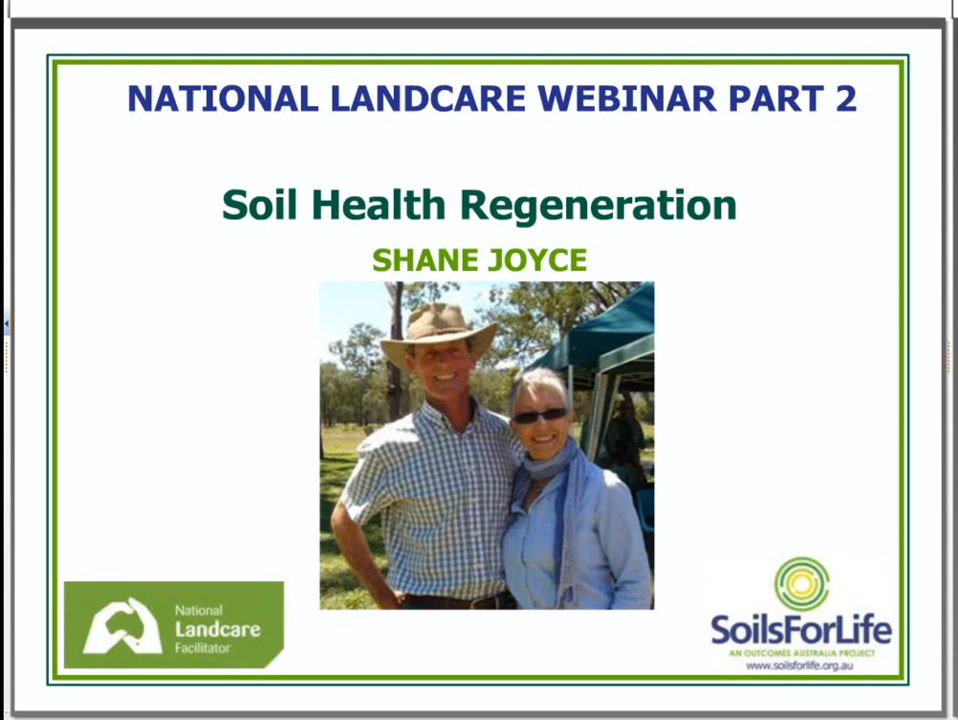 NATIONAL LANDCARE WEBINAR PART 2
Soil Health Regeneration
SHANE JOYCE
National
Landcare
Facilitator
SoilsForLife
AN OUTCOMES AUSTRALIA PROJECT
www.soilsforlife.org.au